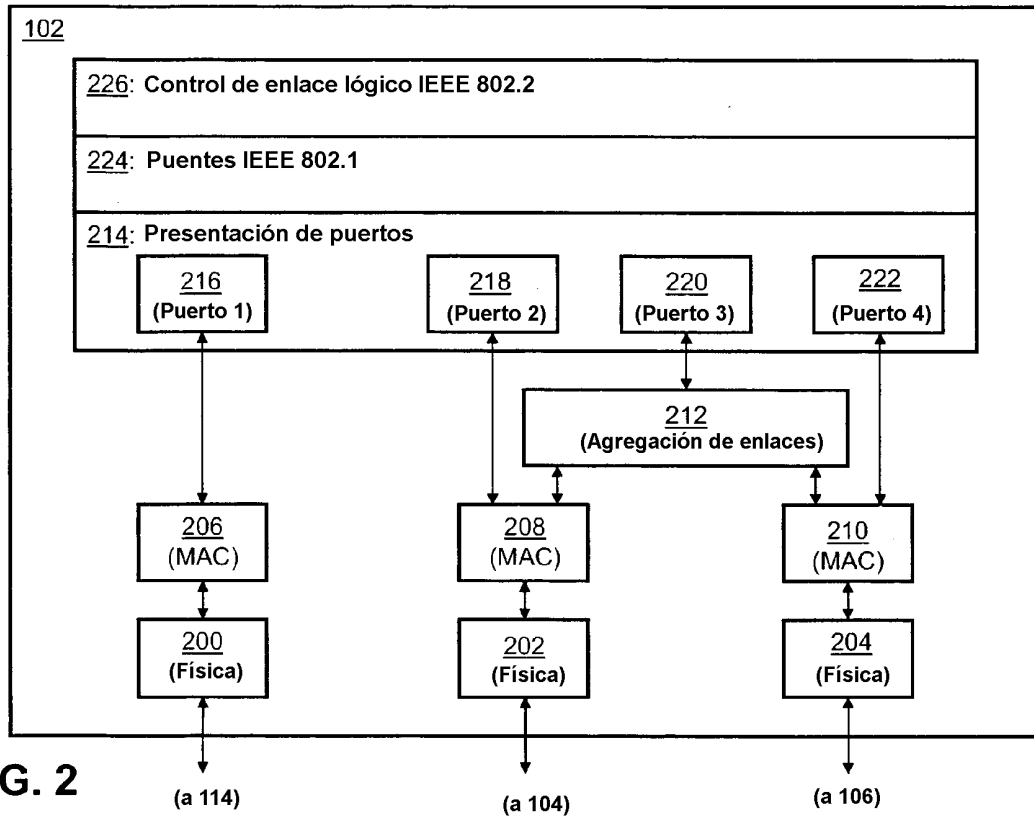 102
226: Control de enlace lógico IEEE 802.2
224: Puentes IEEE 802.1
214: Presentación de puertos
216
(Puerto 1)
218
(Puerto 2)
220
(Puerto 3)
222
(Puerto 4)
212
(Agregación de enlaces)
206
(MAC)
208
(MAC)
210
(MAC)
200
(Física)
202
(Física)
204
(Física)
G. 2
(a 114)
(a 104)
(a 106)